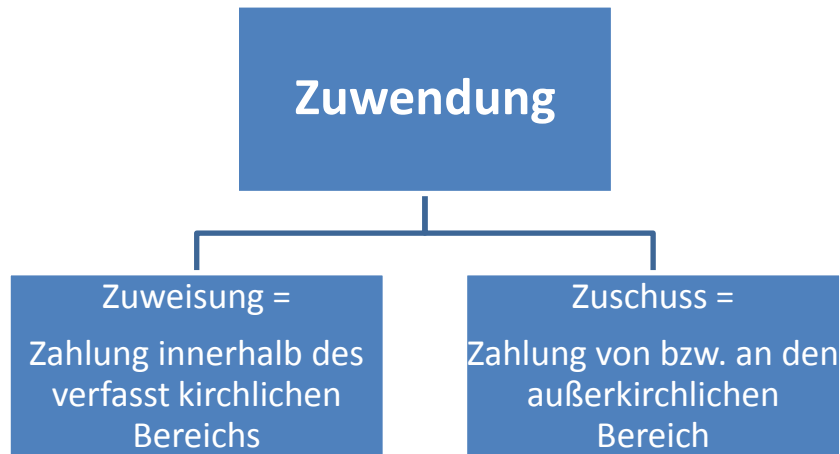 Zuwendung
Zuweisung =
Zahlung innerhalb des
verfasst kirchlichen
Bereichs
Zuschuss =
Zahlung von bzw. an den
außerkirchlichen
Bereich